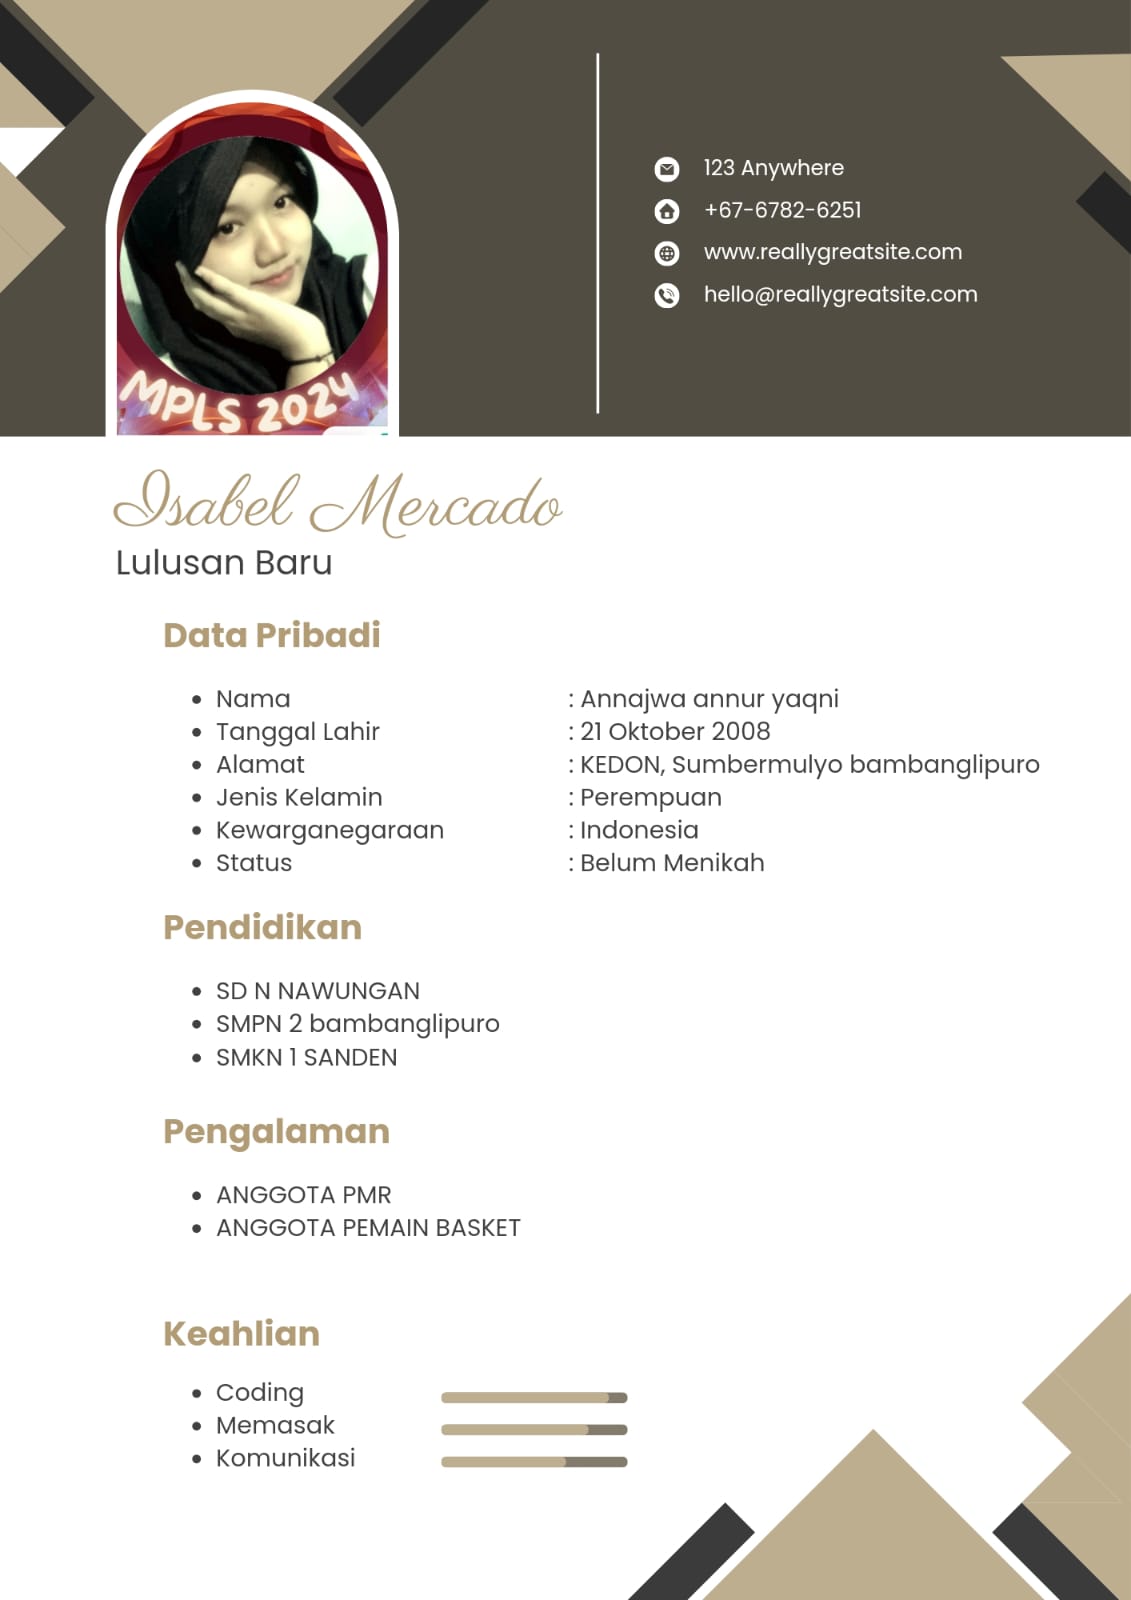 MPLS 2024
123 Anywhere
+67-6782-6251
www.reallygreatsite.com
hello@reallygreatsite.com
Isabel Mercado
Lulusan Baru
Data Pribadi
Nama : Annajwa annur yaqni
Tanggal Lahir : 21 Oktober 2008
Alamat : KEDON, Sumbermulyo bambanglipuro
Jenis Kelamin : Perempuan
Kewarganegaraan : Indonesia
Status : Belum Menikah
Pendidikan
SD N NAWUNGAN
SMPN 2 bambanglipuro
SMKN 1 SANDEN
Pengalaman
ANGGOTA PMR
ANGGOTA PEMAIN BASKET
Keahlian
Coding
Memasak
Komunikasi